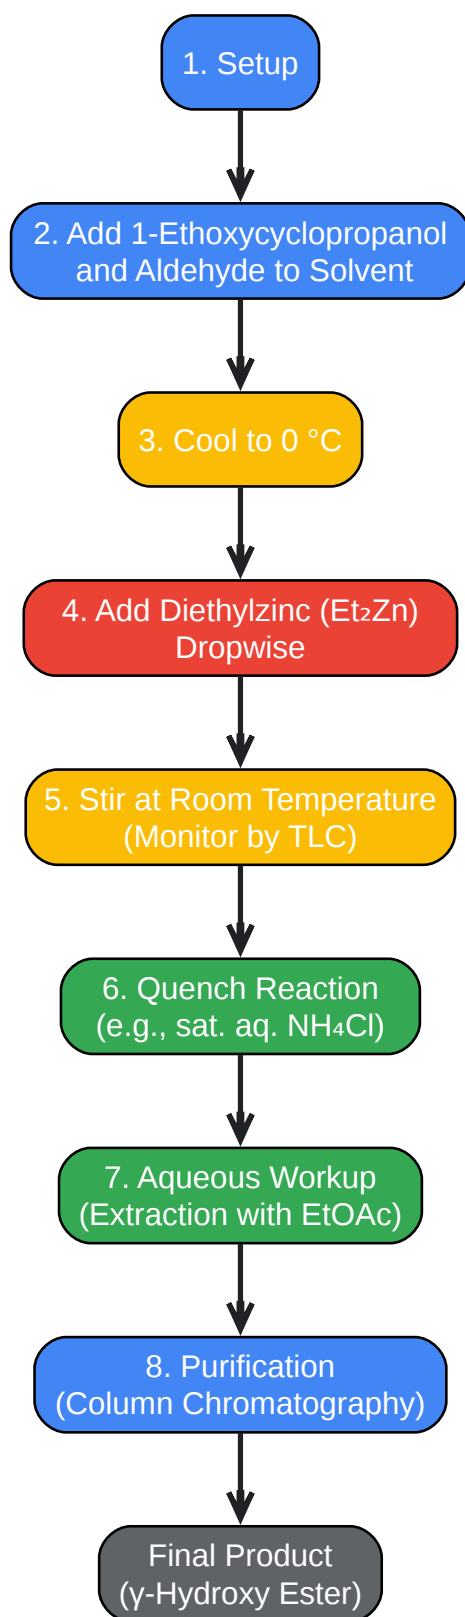 1. Setup
2. Add 1-Ethoxycyclopropanol
and Aldehyde to Solvent
3. Cool to 0 °C
4. Add Diethylzinc (Et₂Zn)
Dropwise
5. Stir at Room Temperature
(Monitor by TLC)
6. Quench Reaction
(e.g., sat. aq. NH₄Cl)
7. Aqueous Workup
(Extraction with EtOAc)
8. Purification
(Column Chromatography)
Final Product
(γ-Hydroxy Ester)